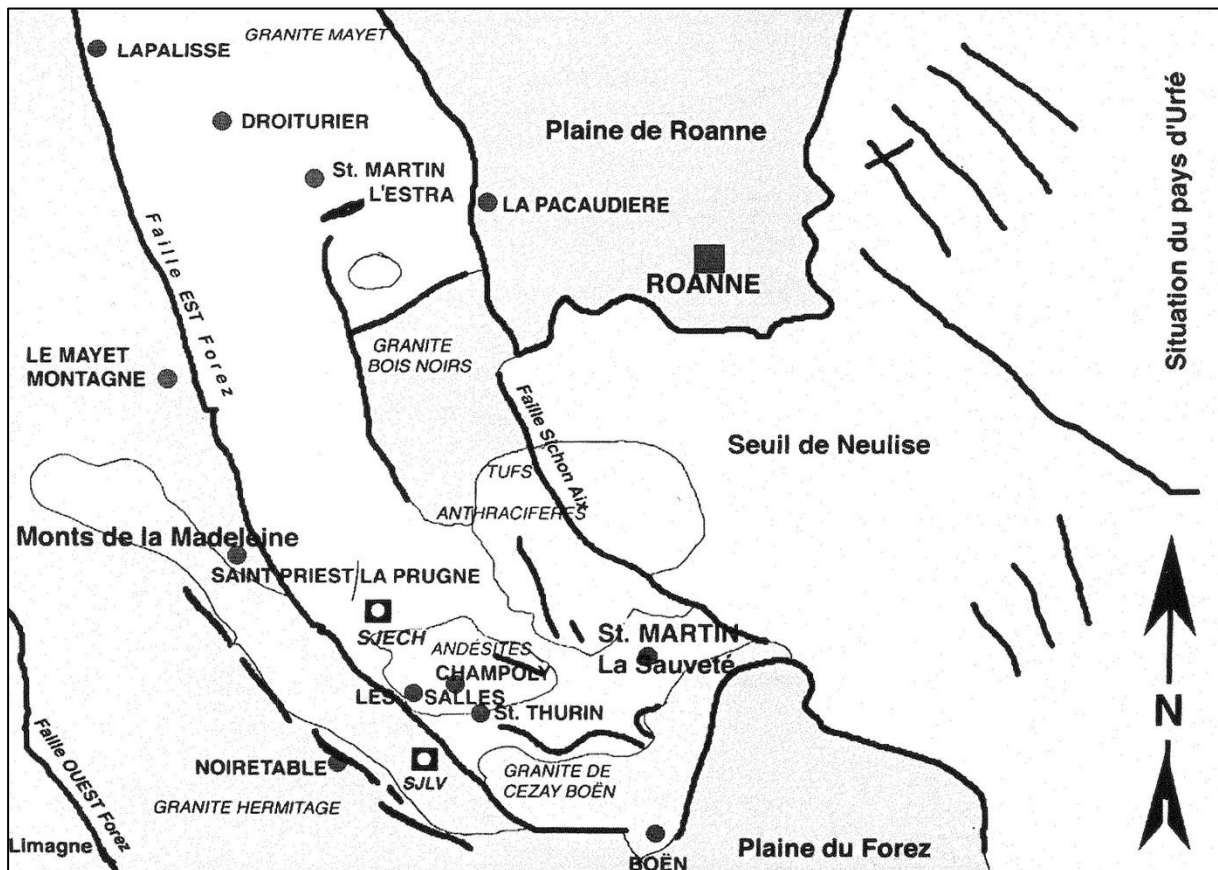 GRANITE MAYET
LAPALISSE
DROITURIER
Plaine de Roanne
St. MARTIN
L'ESTRA
LA PACAUDIERE
ROANNE
Situation du pays d'Urfé
Faille EST Forez
GRANITE
BOIS NOIRS
LE MAYET
MONTAGNE
Faille Sichon Aix
Seuil de Neulise
TUFS
ANTHRACIFERES
Monts de la Madeleine
SAINT PRIEST LA PRUGNE
SJECH
ANDÉSITES
St. MARTIN
La Sauveté
CHAMPOLY
LES SALLES
St. THURIN
N
Faille OUEST Forez
NOIRETABLE
SJLV
GRANITE DE
CEZAY BOËN
GRANITE HERMITAGE
Limagne
BOËN
Plaine du Forez